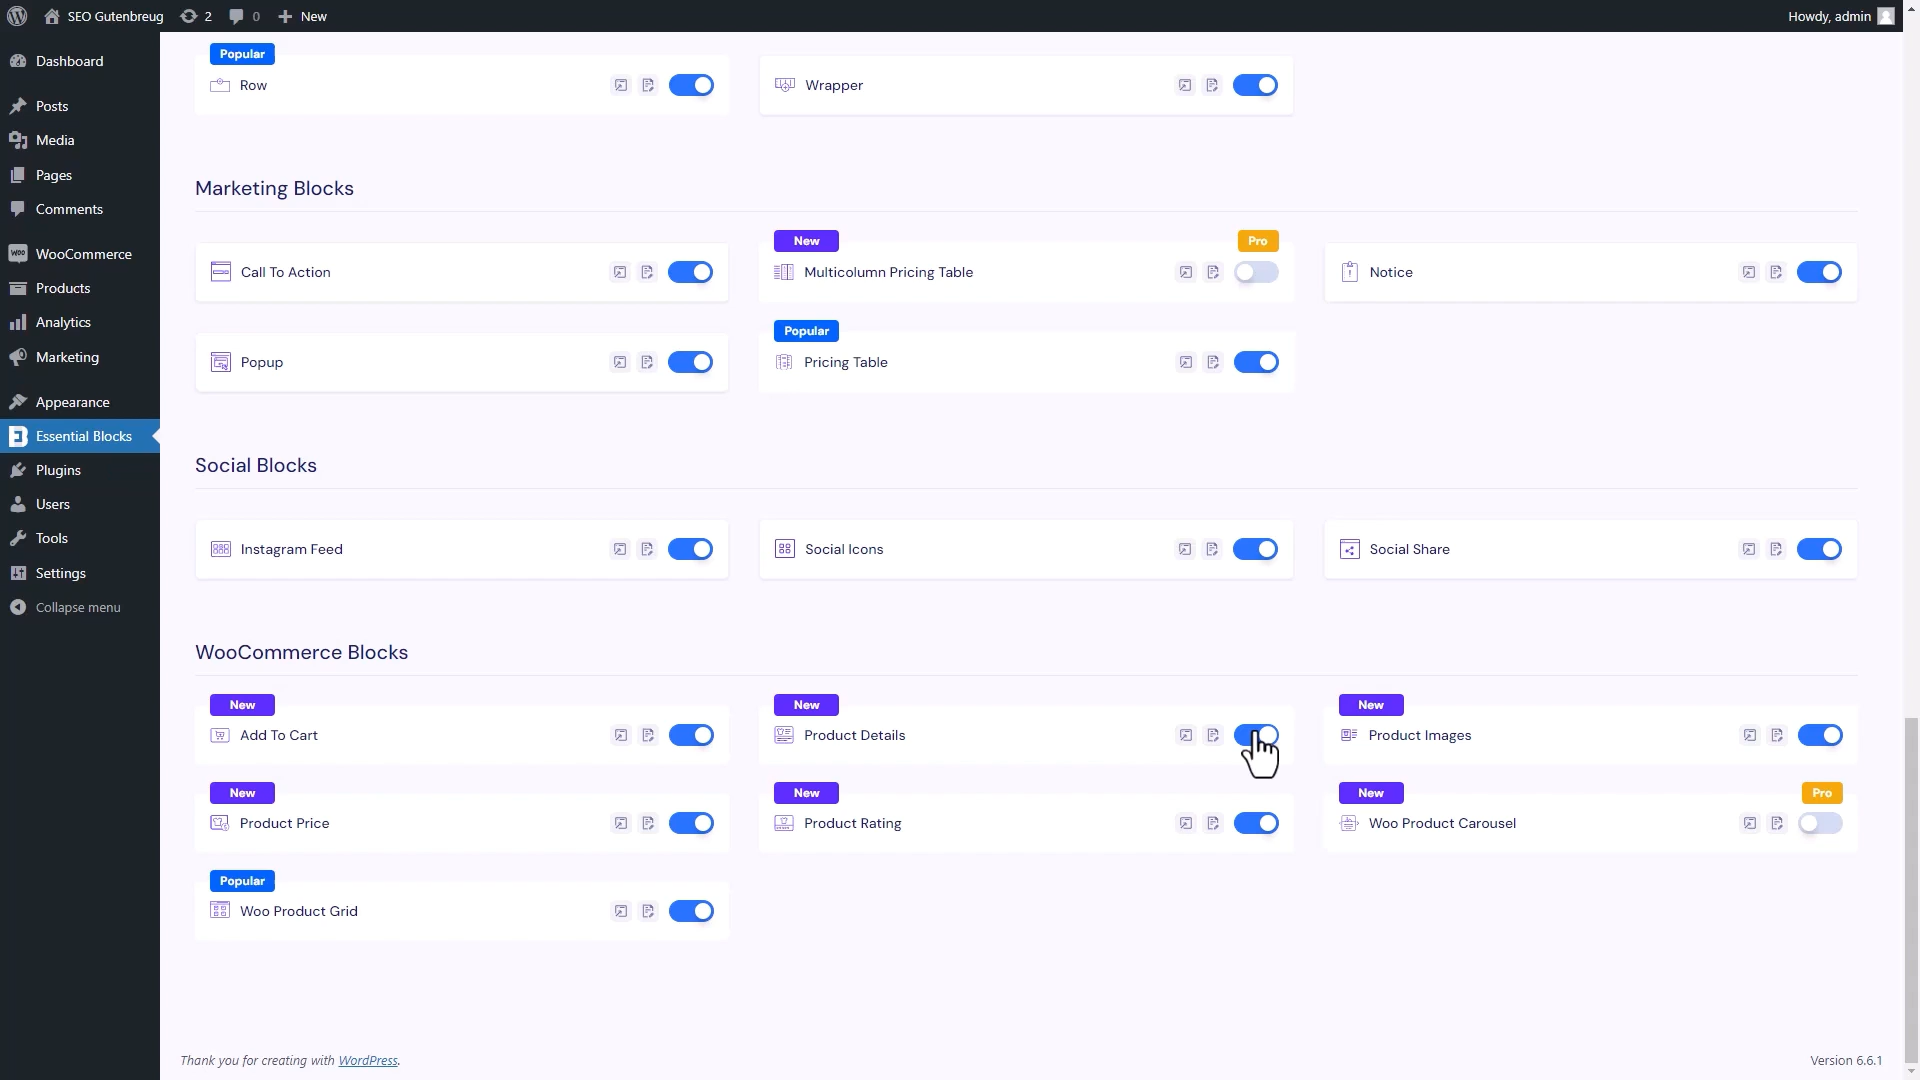 SEO Gutenbreug 2 0 New Howdy, admin
Dashboard
Posts
Media
Pages
Comments
WooCommerce
Products
Analytics
Marketing
Appearance
Essential Blocks
Plugins
Users
Tools
Settings
Collapse menu
Popular
Row
Wrapper
Marketing Blocks
Call To Action
New Pro
Multicolumn Pricing Table
Notice
Popup
Popular
Pricing Table
Social Blocks
Instagram Feed
Social Icons
Social Share
WooCommerce Blocks
New
Add To Cart
New
Product Details
New
Product Images
New
Product Price
New
Product Rating
New Pro
Woo Product Carousel
Popular
Woo Product Grid
Thank you for creating with WordPress.
Version 6.6.1